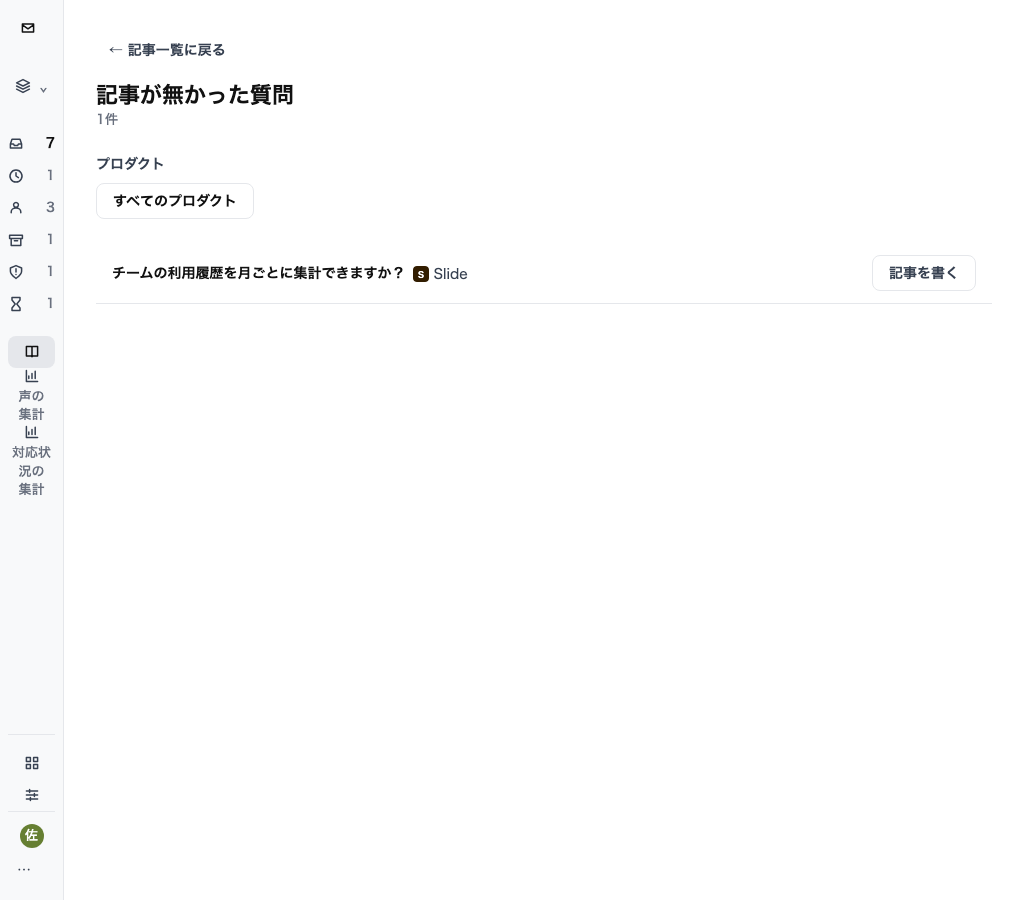 ← 記事一覧に戻る
記事が無かった質問
1件
プロダクト
すべてのプロダクト
チームの利用履歴を月ごとに集計できますか？ S Slide
記事を書く
7
1
3
1
1
1
声の
集計
対応状
況の
集計
佐
…